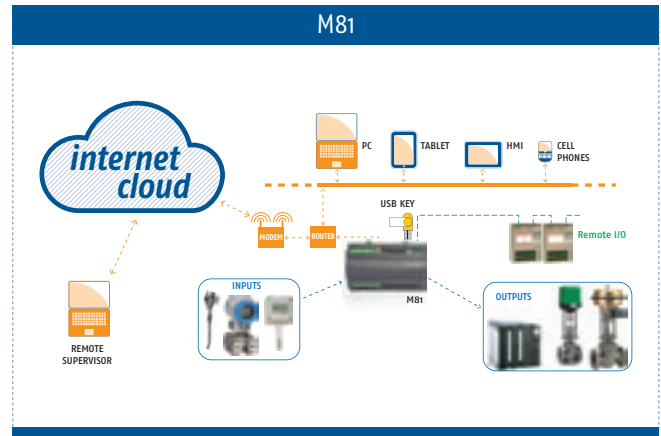 M81
internet
cloud
PC
TABLET
HMI
CELL
PHONES
USB KEY
MODEM
ROUTER
Remote I/O
INPUTS
M81
OUTPUTS
REMOTE
SUPERVISOR